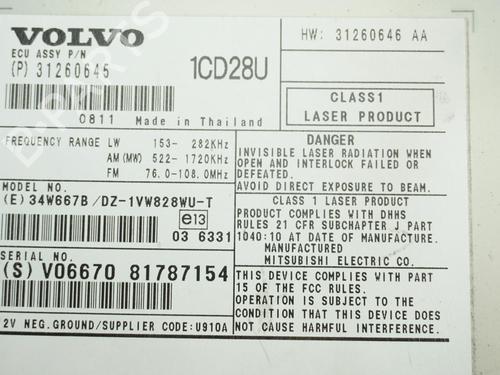 VOLVO
ECU ASSY P/N
(P) 31260645
1CD28U
0811 Made in Thailand
FREQUENCY RANGE LW 153- 282KHz
AM (MW) 522-1720KHz
FM 76.0-108.0MHz
MODEL NO.
(E)34W667B/DZ-1VW828WU-T
e13
03 6331
SERIAL NO.
(S) V06670 81787154
2V NEG.GROUND/SUPPLIER CODE:U910A
HW: 31260646 AA
CLASS1
LASER PRODUCT
DANGER
INVISIBLE LASER RADIATION WHEN
OPEN AND INTERLOCK FAILED OR
DEFEATED.
AVOID DIRECT EXPOSURE TO BEAM.
CLASS 1 LASER PRODUCT
PRODUCT COMPLIES WITH DHHS
RULES 21 CFR SUBCHAPTER J PART
1040:10 AT DATE OF MANUFACTURE.
MANUFACTURED
MITSUBISHI ELECTRIC CO.
THIS DEVICE COMPLIES WITH PART
15 OF THE FCC RULES.
OPERATION IS SUBJECT TO THE
CONDITION THAT THIS DEVICE DOES
NOT CAUSE HARMFUL INTERFERENCE.